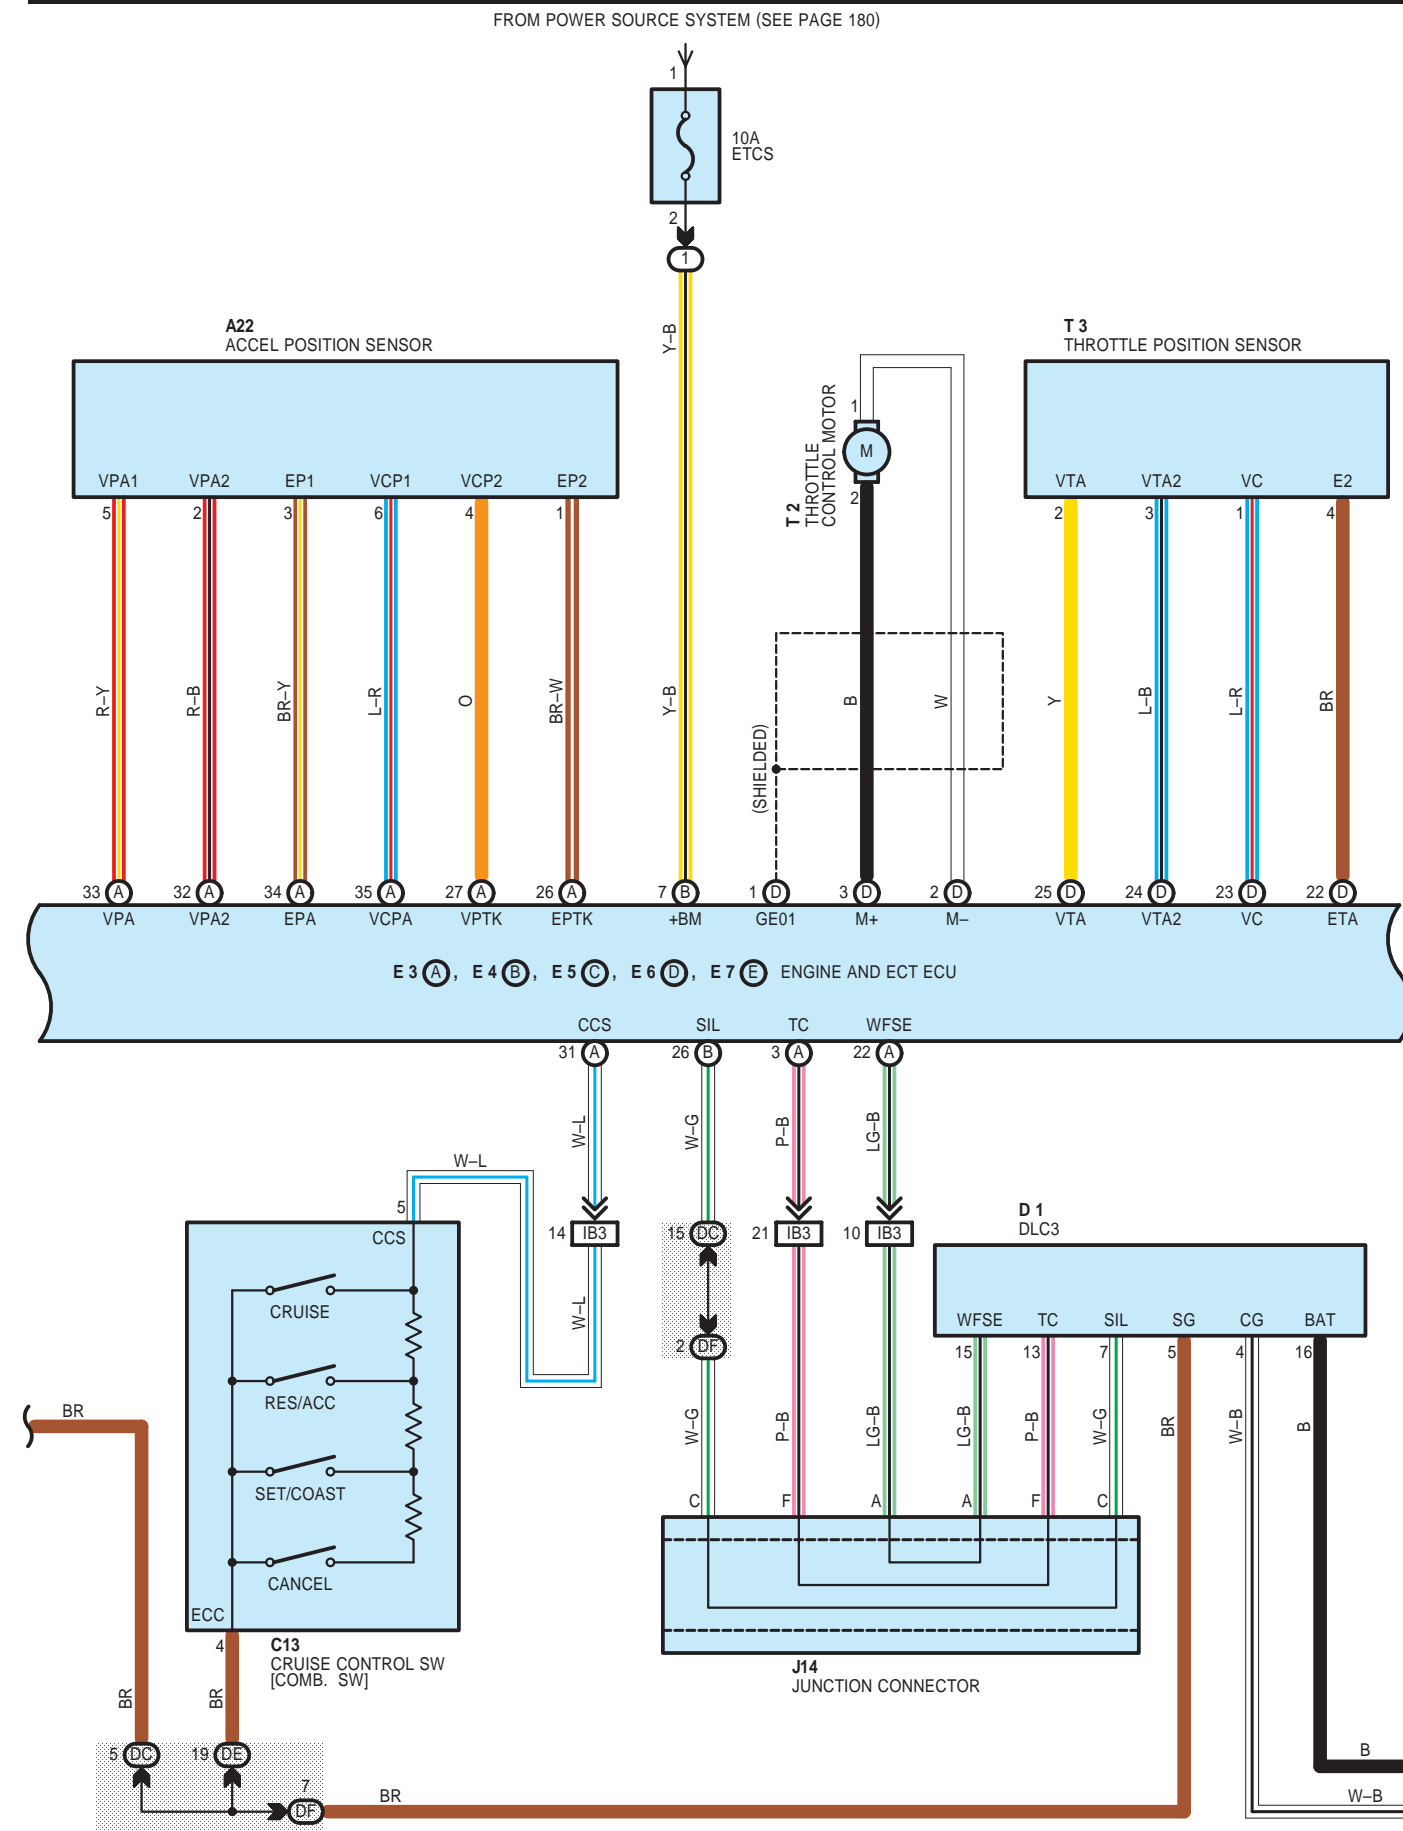 FROM POWER SOURCE SYSTEM (SEE PAGE 180)
1
10A
ETCS
2
1
A22
ACCEL POSITION SENSOR
VPA1 VPA2 EP1 VCP1 VCP2 EP2
5 2 3 6 4 1
Y–B
T 2
THROTTLE
CONTROL MOTOR
1
M
2
T 3
THROTTLE POSITION SENSOR
VTA VTA2 VC E2
2 3 1 4
R–Y R–B BR–Y L–R O BR–W Y–B B W Y L–B L–R BR
(SHIELDED)
33 A 32 A 34 A 35 A 27 A 26 A 7 B 1 D 3 D 2 D 25 D 24 D 23 D 22 D
VPA VPA2 EPA VCPA VPTK EPTK +BM GE01 M+ M– VTA VTA2 VC ETA
E 3 A , E 4 B , E 5 C , E 6 D , E 7 E ENGINE AND ECT ECU
CCS SIL TC WFSE
31 A 26 B 3 A 22 A
W–L W–G P–B LG–B
W–L
5
14 IB3 15 DC 21 IB3 10 IB3
CCS
CRUISE
RES/ACC
SET/COAST
CANCEL
ECC
4
C13
CRUISE CONTROL SW
[COMB. SW]
W–L
2 DF
D 1
DLC3
WFSE TC SIL SG CG BAT
15 13 7 5 4 16
W–G P–B LG–B LG–B P–B W–G BR W–B B
C F A A F C
J14
JUNCTION CONNECTOR
BR
BR BR
5 DC 19 DE
7
DF
BR
B
W–B